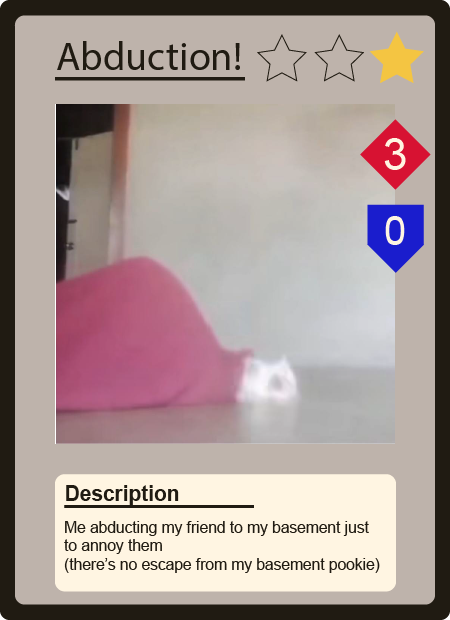 Abduction!
3
0
Description
Me abducting my friend to my basement just
to annoy them
(there’s no escape from my basement pookie)